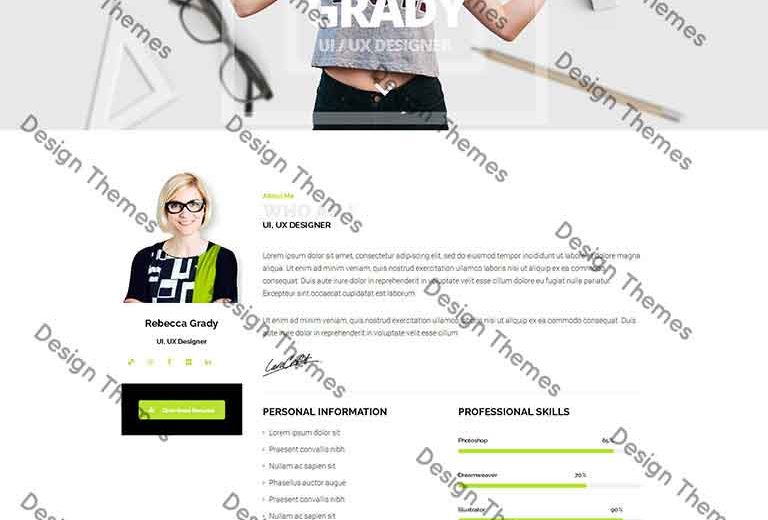 GRADY
UI / UX DESIGNER
About Me
WHO
UI, UX DESIGNER
Lorem ipsum dolor sit amet, consectetur adipiscing elit, sed do eiusmod tempor incididunt ut labore et dolore magna
aliqua. Ut enim ad minim veniam, quis nostrud exercitation ullamco laboris nisi ut aliquip ex ea commodo
consequat. Duis aute irure dolor in reprehenderit in voluptate velit esse cillum dolore eu fugiat nulla pariatur.
Excepteur sint occaecat cupidatat est laborum.
Ut enim ad minim veniam, quis nostrud exercitation ullamco laboris nisi ut aliquip ex ea commodo consequat. Duis
aute irure dolor in reprehenderit in voluptate velit esse cillum.
Rebecca Grady
UI, UX Designer
Download Resume
PERSONAL INFORMATION
Lorem ipsum dolor sit
Praesent convallis nibh
Nullam ac sapien sit
Phasellus auctor augue
Praesent convallis nibh
Nullam ac sapien sit
PROFESSIONAL SKILLS
Photoshop 85%
Dreamweaver 70%
Illustrator 90%
Design Themes
Design Themes
Design Themes
Design Themes
Design Themes
Design Themes
Design Themes
Design Themes
Design Themes
Design Themes
Design Themes
Design Themes